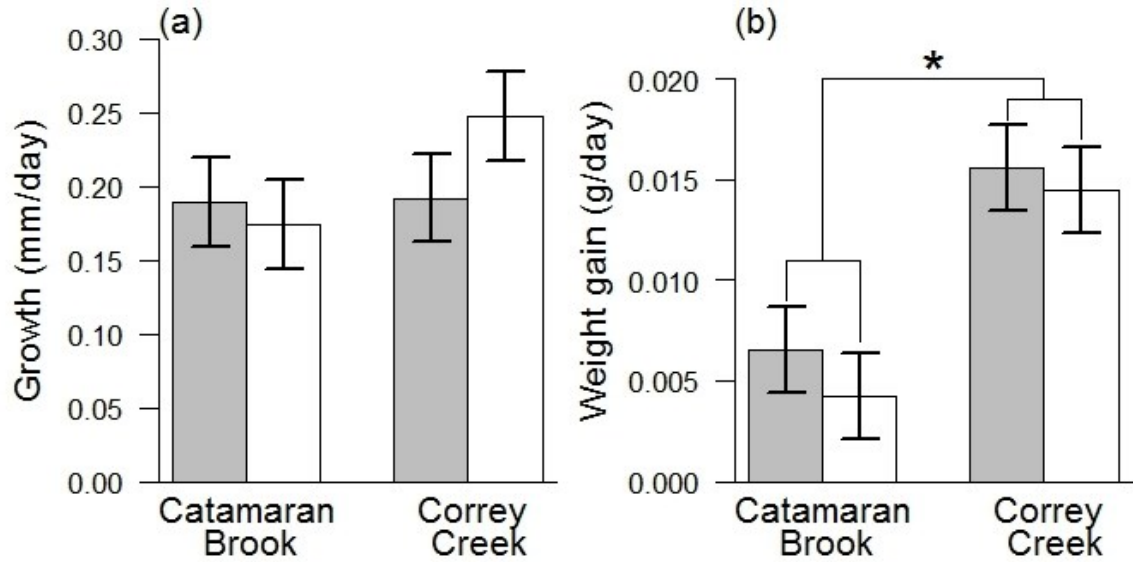 (a)
Growth (mm/day)
0.30
0.25
0.20
0.15
0.10
0.05
0.00
Catamaran
Brook
Correy
Creek
(b)
Weight gain (g/day)
0.020
0.015
0.010
0.005
0.000
*
Catamaran
Brook
Correy
Creek